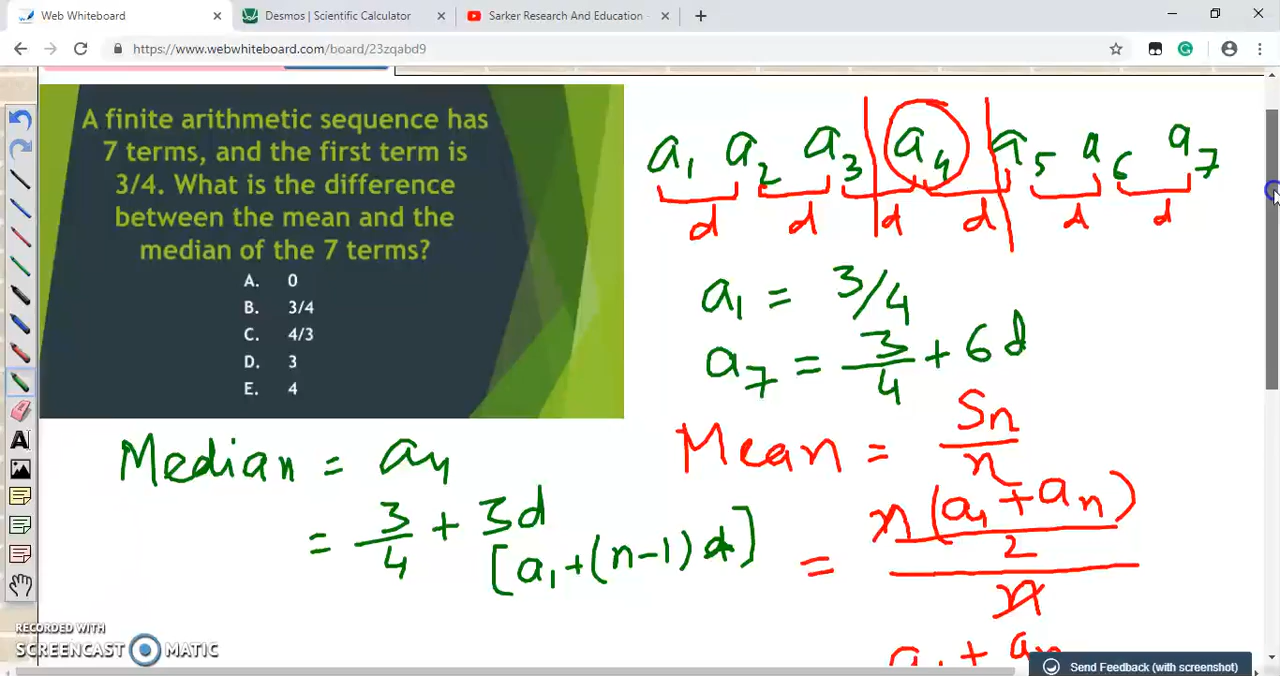 Web Whiteboard
Desmos | Scientific Calculator
Sarker Research And Education
https://www.webwhiteboard.com/board/23zqabd9
A finite arithmetic sequence has
7 terms, and the first term is
3/4. What is the difference
between the mean and the
median of the 7 terms?
A. 0
B. 3/4
C. 4/3
D. 3
E. 4
a₁ a₂ a₃ a₄ a₅ a₆ a₇
d d d d d d
a₁ = 3/4
a₇ = 3/4 + 6d
Mean = Sn/n
= n(a₁ + an)/2 / n
a₁ + an
Median = a₄
= 3/4 + 3d
[a₁+(n-1)d]
A
RECORDED WITH
SCREENCAST MATIC
Send Feedback (with screenshot)